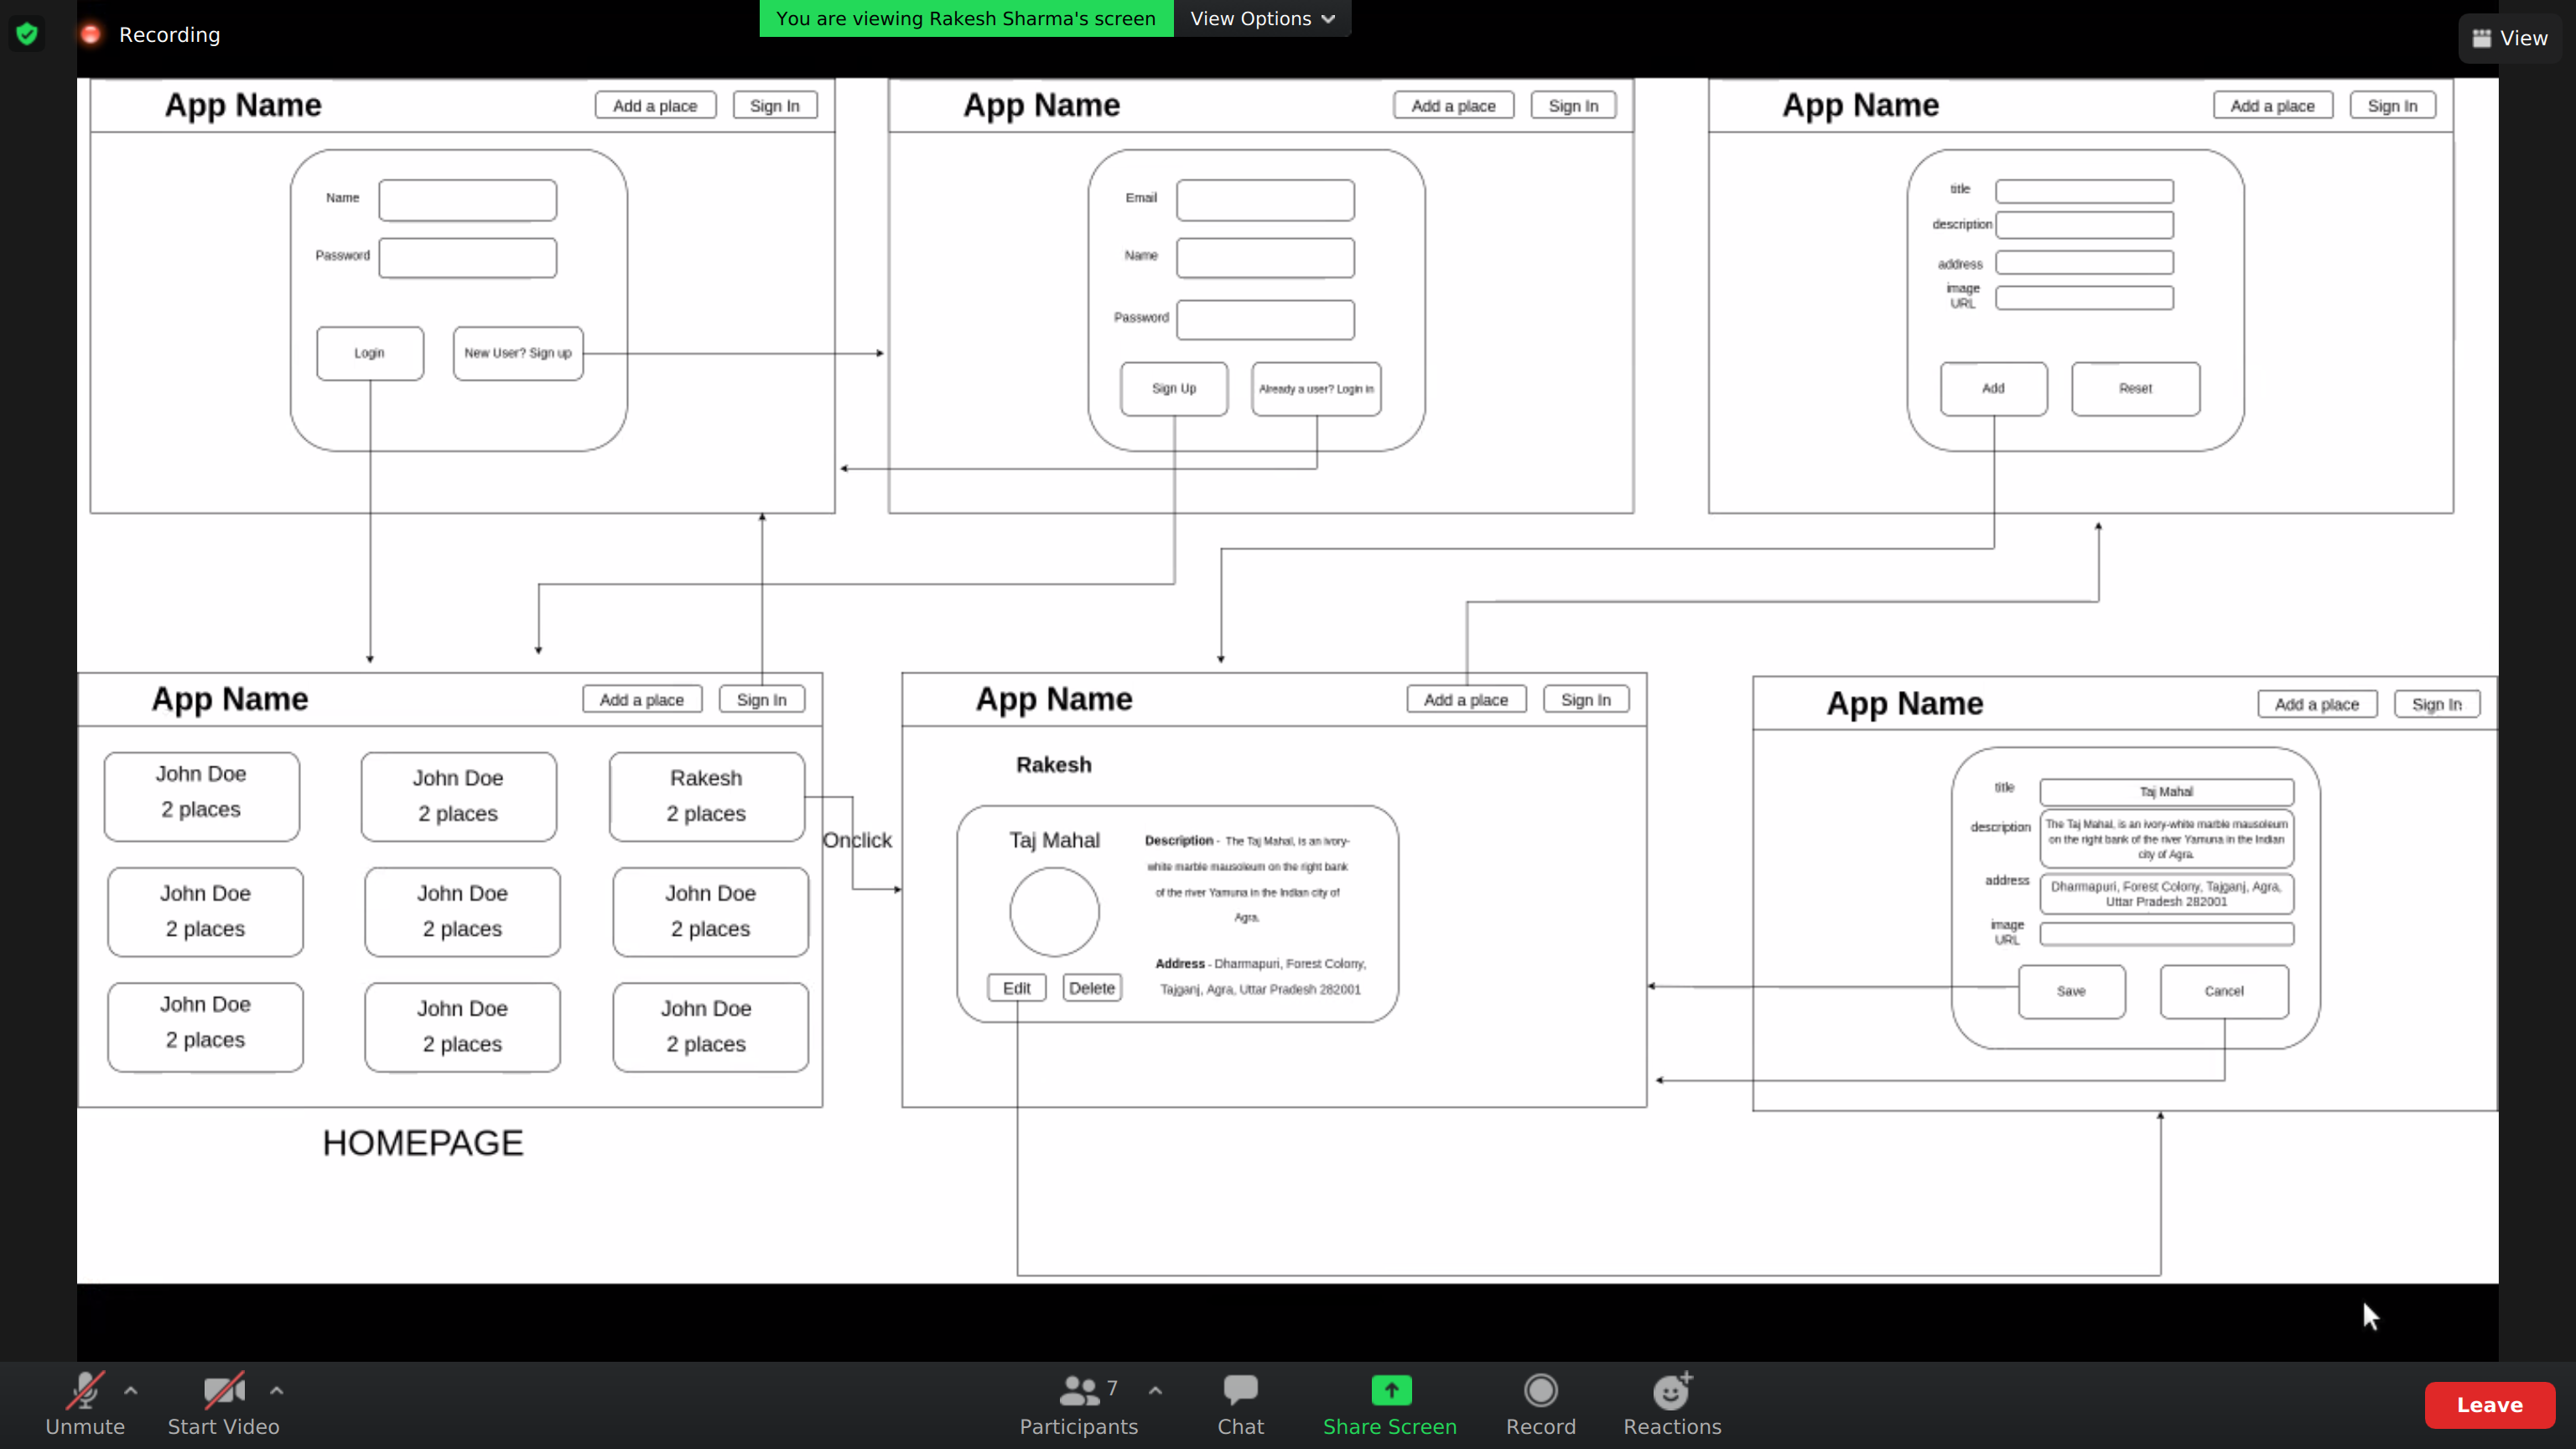 You are viewing Rakesh Sharma's screen
View Options
Recording
View
App Name
Add a place
Sign In
Name
Password
Login
New User? Sign up
App Name
Add a place
Sign In
Email
Name
Password
Sign Up
Already a user? Login in
App Name
Add a place
Sign In
title
description
address
image
URL
Add
Reset
App Name
Add a place
Sign In
John Doe
2 places
John Doe
2 places
Rakesh
2 places
John Doe
2 places
John Doe
2 places
John Doe
2 places
John Doe
2 places
John Doe
2 places
John Doe
2 places
HOMEPAGE
Onclick
App Name
Add a place
Sign In
Rakesh
Taj Mahal
Edit
Delete
Description - The Taj Mahal, is an ivory-
white marble mausoleum on the right bank
of the river Yamuna in the Indian city of
Agra.
Address - Dharmapuri, Forest Colony,
Tajganj, Agra, Uttar Pradesh 282001
App Name
Add a place
Sign In
title
Taj Mahal
description
The Taj Mahal, is an ivory-white marble mausoleum
on the right bank of the river Yamuna in the Indian
city of Agra.
address
Dharmapuri, Forest Colony, Tajganj, Agra,
Uttar Pradesh 282001
image
URL
Save
Cancel
Unmute
Start Video
7
Participants
Chat
Share Screen
Record
Reactions
Leave